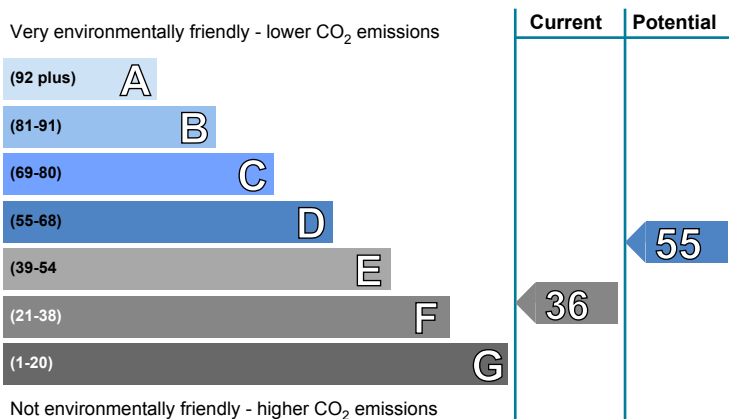 Current Potential
Very environmentally friendly - lower CO2 emissions
(92 plus) A
(81-91) B
(69-80) C
(55-68) D
55
(39-54 E
(21-38) F 36
(1-20) G
Not environmentally friendly - higher CO2 emissions